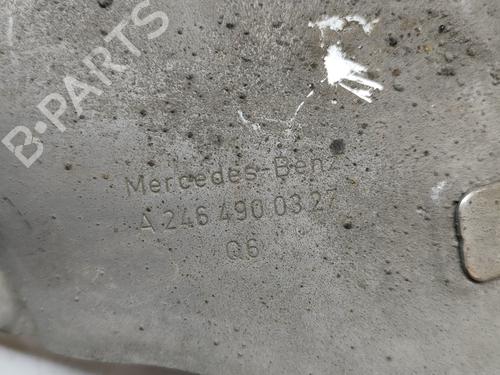 B-PARTS
Mercedes-Benz
A 246 490 03 27
Q6